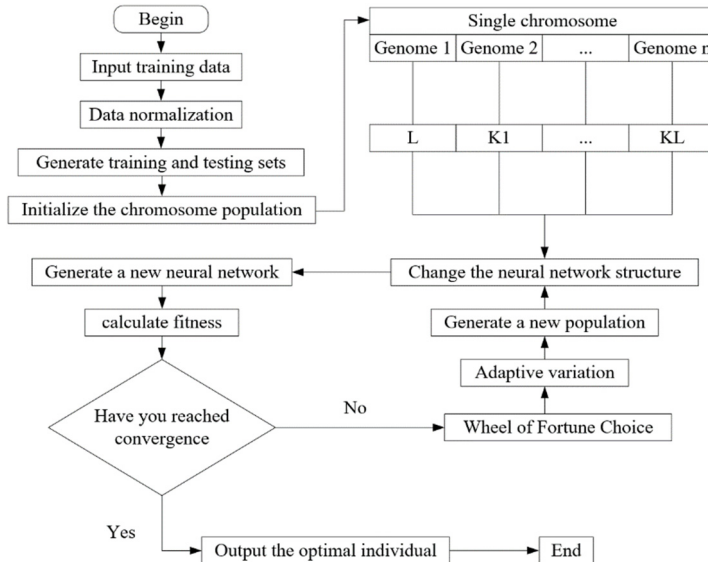 Begin
Input training data
Data normalization
Generate training and testing sets
Initialize the chromosome population
Single chromosome
Genome 1 Genome 2 ... Genome n
L K1 ... KL
Change the neural network structure
Generate a new neural network
calculate fitness
Have you reached
convergence
No
Wheel of Fortune Choice
Adaptive variation
Generate a new population
Yes
Output the optimal individual
End